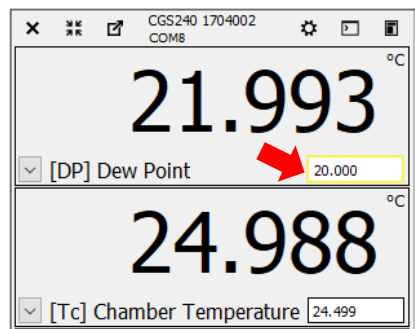 CGS240 1704002
COM8
°C
21.993
[DP] Dew Point 20.000
°C
24.988
[Tc] Chamber Temperature 24.499